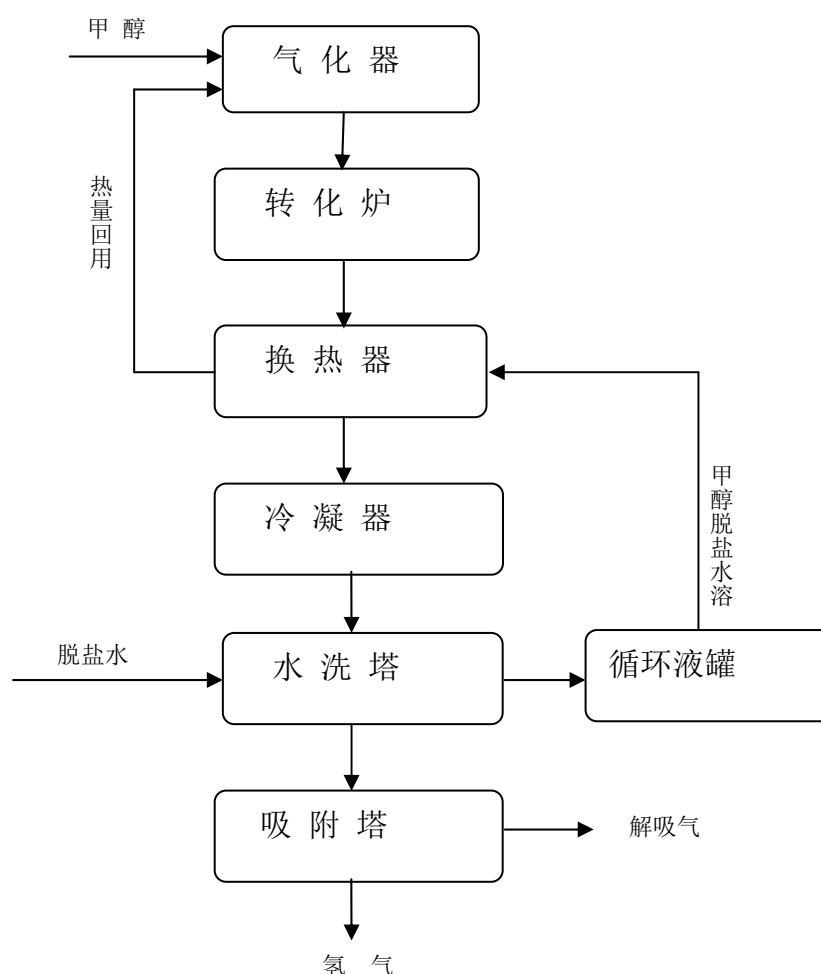 甲 醇
气 化 器
热量回用
转 化 炉
换 热 器
甲醇脱盐水溶
冷 凝 器
脱盐水
水 洗 塔
循环液罐
吸 附 塔
解吸气
氢 气